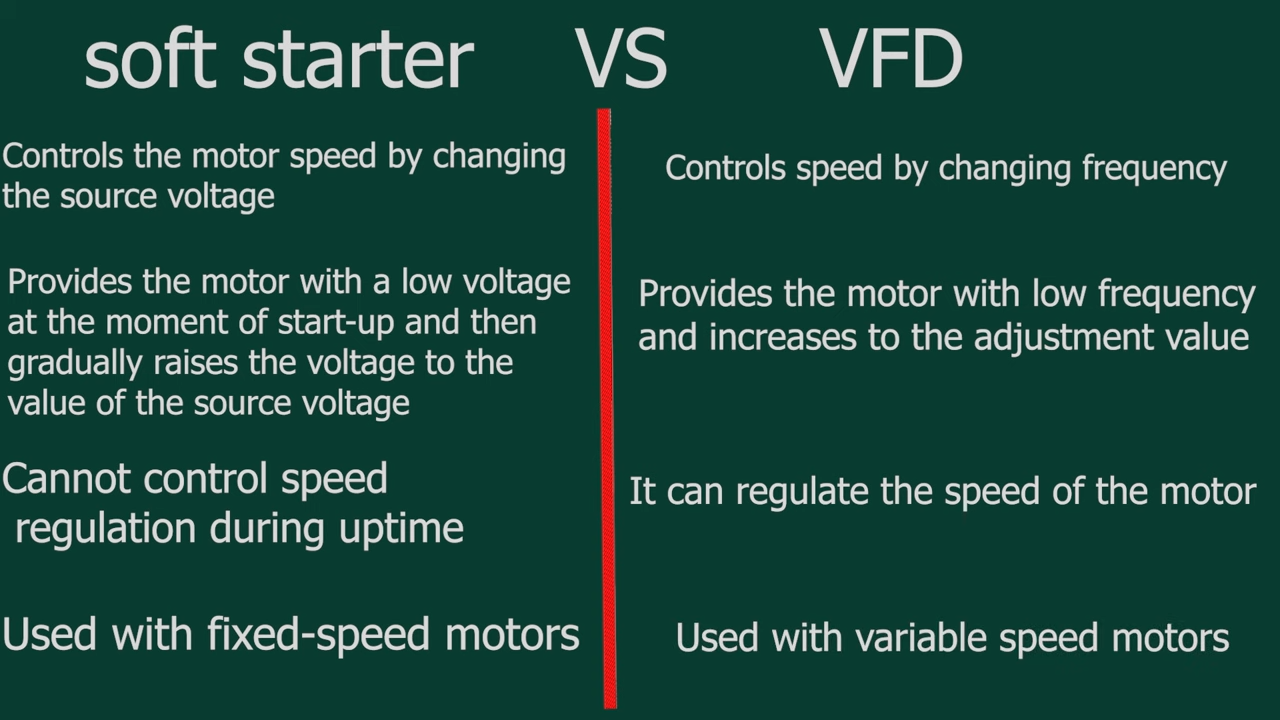 soft starter VS VFD
Controls the motor speed by changing
the source voltage
Provides the motor with a low voltage
at the moment of start-up and then
gradually raises the voltage to the
value of the source voltage
Cannot control speed
regulation during uptime
Used with fixed-speed motors
Controls speed by changing frequency
Provides the motor with low frequency
and increases to the adjustment value
It can regulate the speed of the motor
Used with variable speed motors